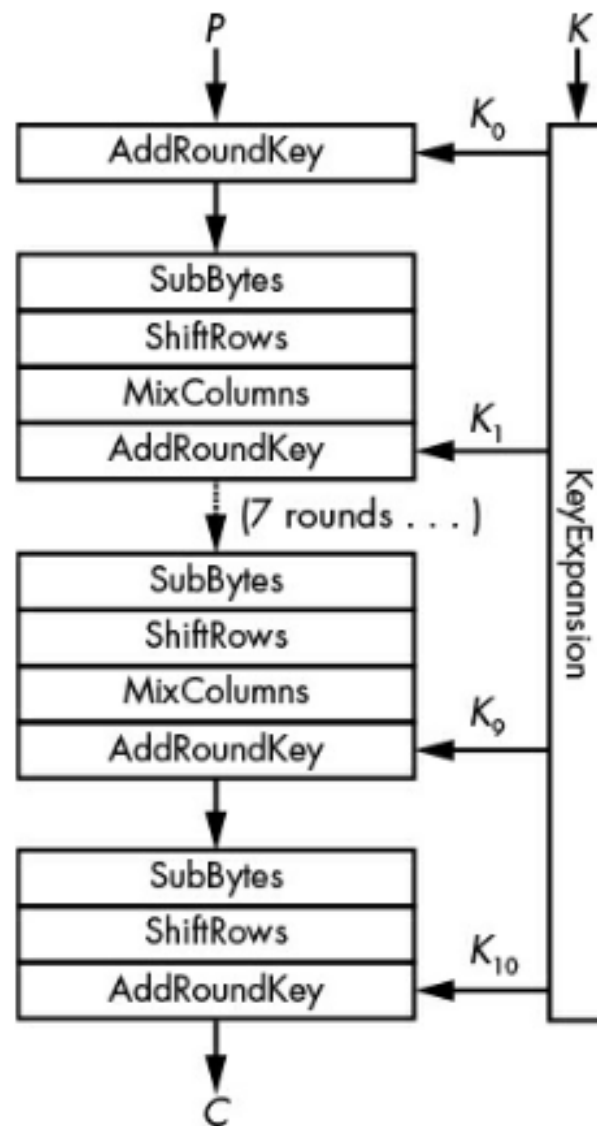 P
K
K0
AddRoundKey
SubBytes
ShiftRows
MixColumns
AddRoundKey
K1
(7 rounds . . . )
SubBytes
ShiftRows
MixColumns
AddRoundKey
K9
SubBytes
ShiftRows
AddRoundKey
K10
KeyExpansion
C